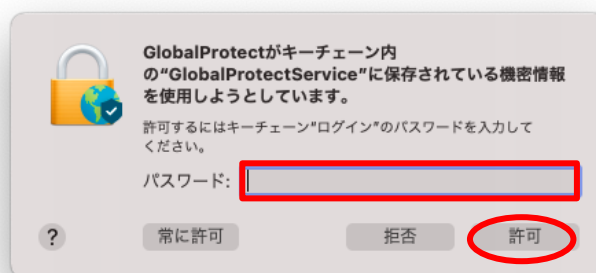 GlobalProtectがキーチェーン内
の“GlobalProtectService”に保存されている機密情報
を使用しようとしています。
許可するにはキーチェーン“ログイン”のパスワードを入力して
ください。
パスワード:
? 常に許可 拒否 許可